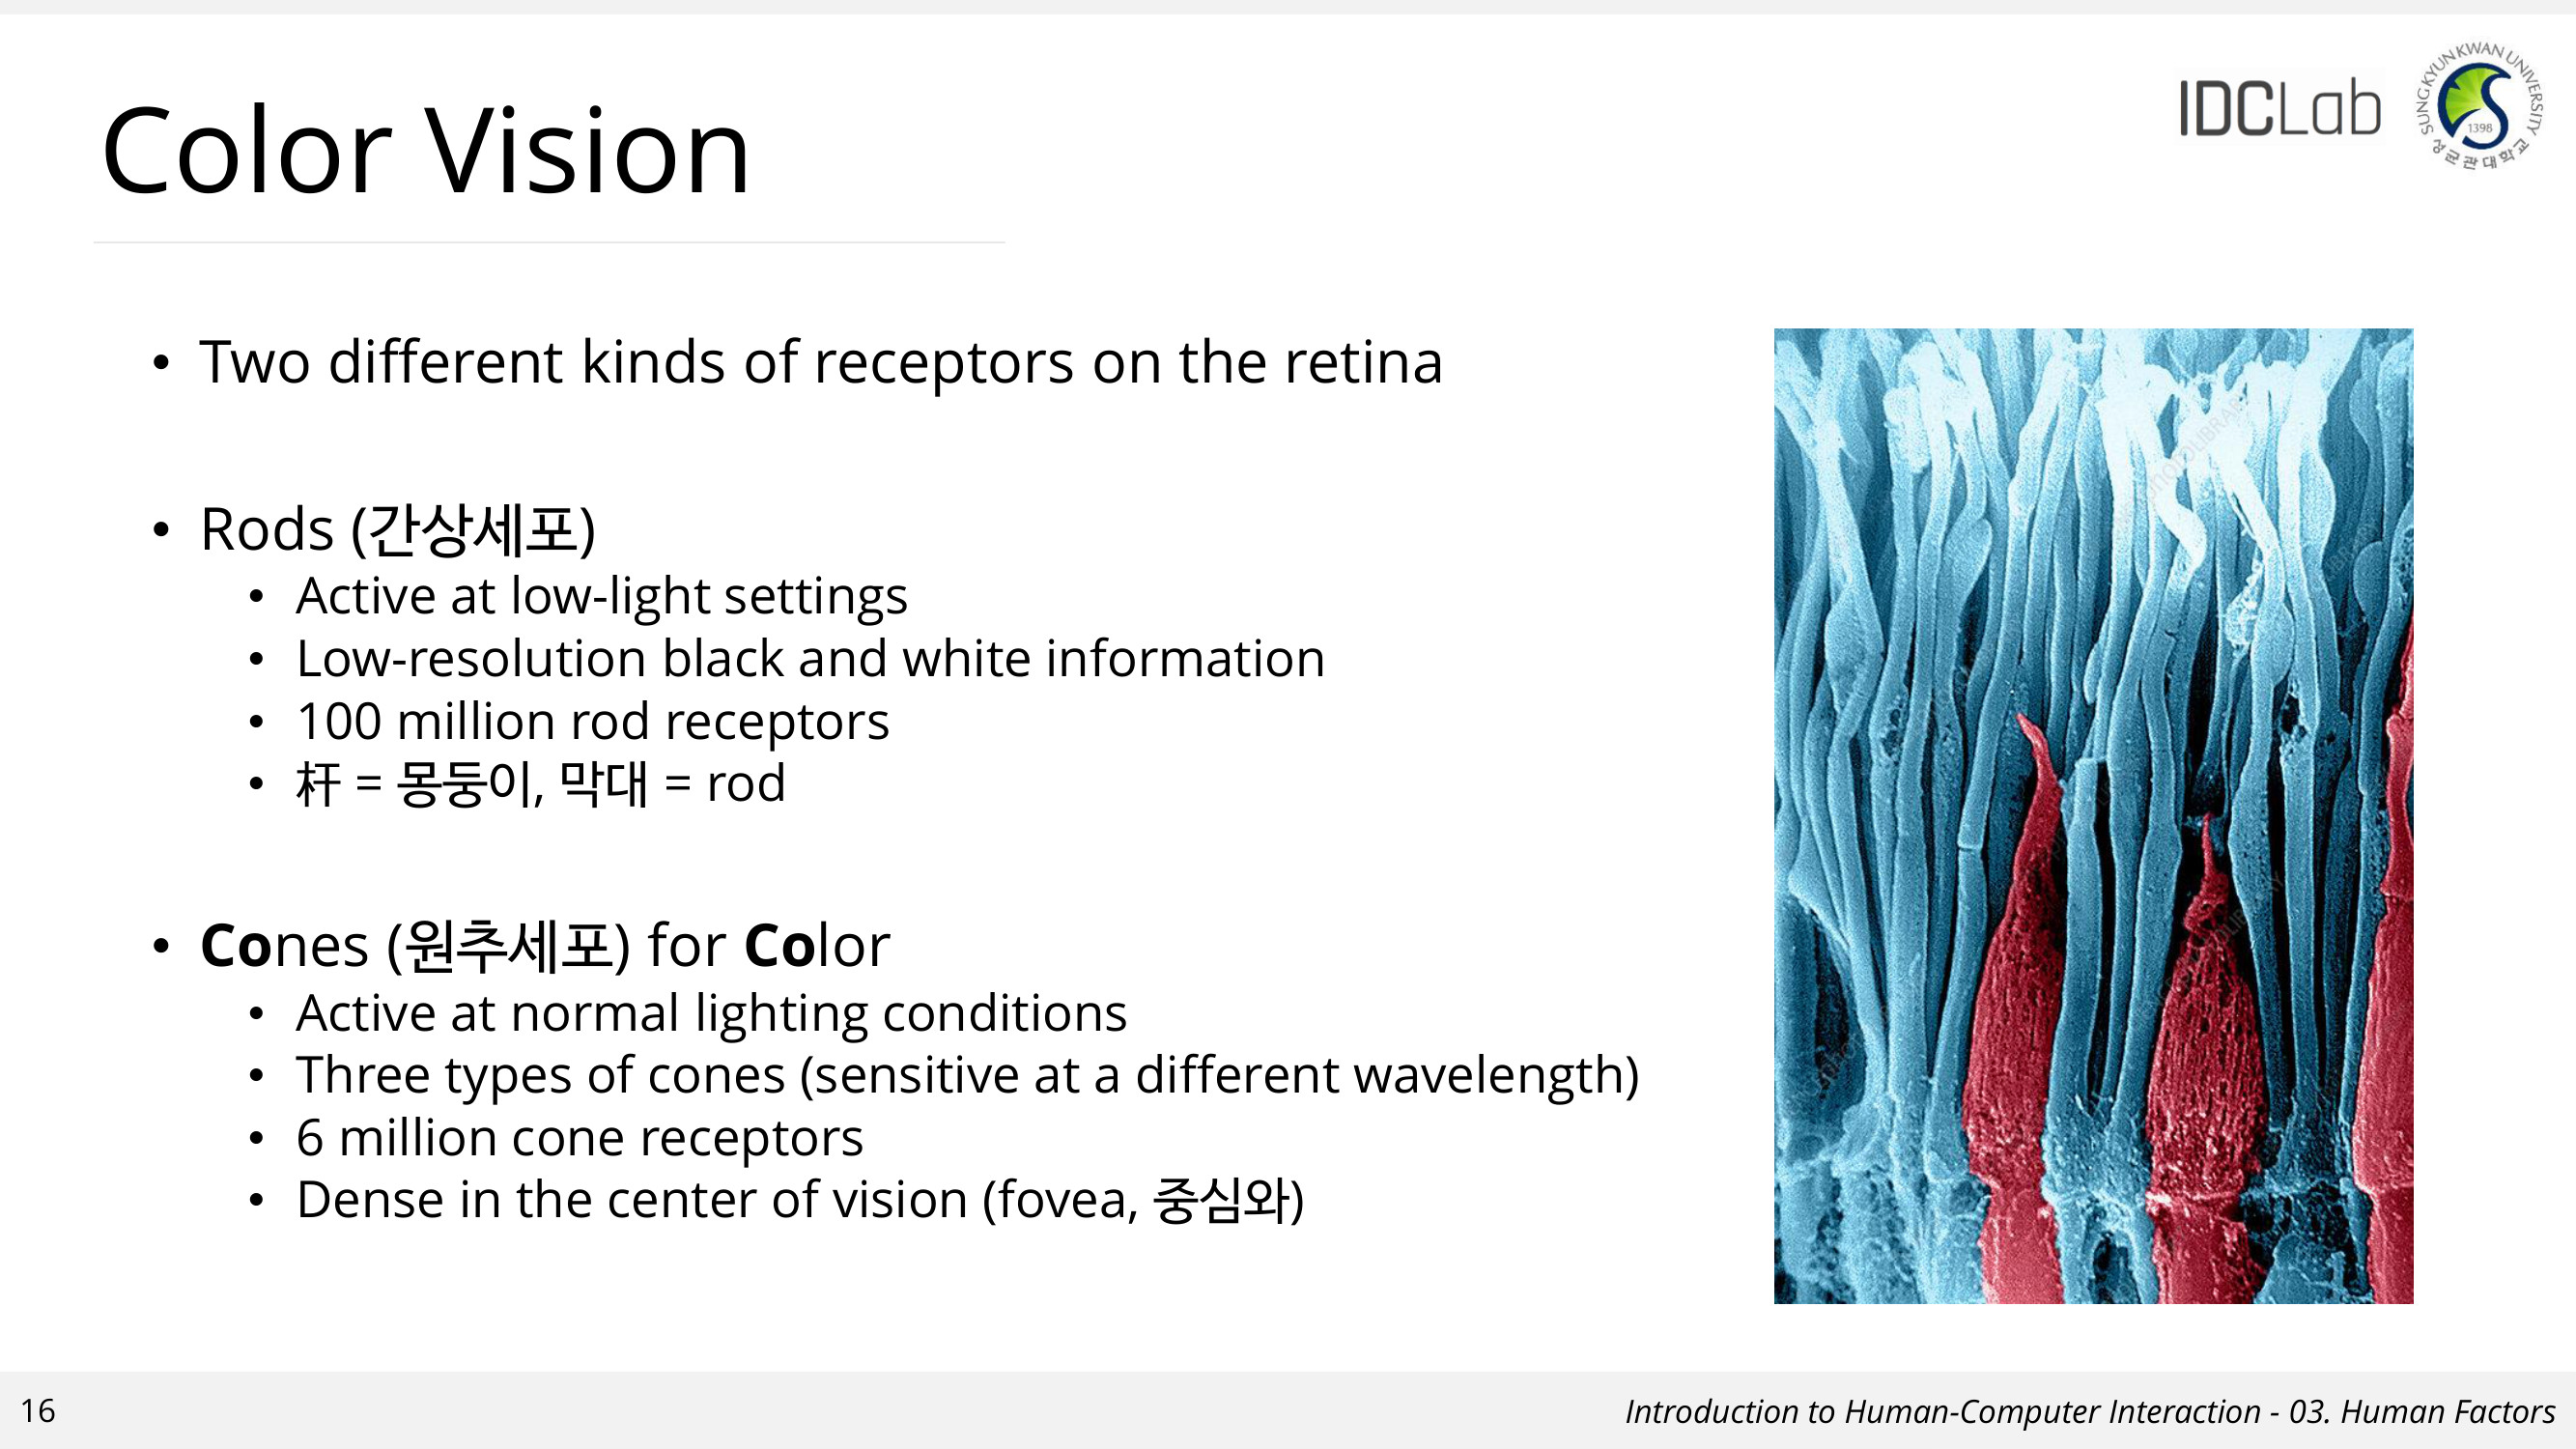 Color Vision
IDCLab
SUNGKYUNKWAN UNIVERSITY
1398
성균관대학교
• Two different kinds of receptors on the retina
• Rods (간상세포)
• Active at low-light settings
• Low-resolution black and white information
• 100 million rod receptors
• 杆 = 몽둥이, 막대 = rod
• Cones (원추세포) for Color
• Active at normal lighting conditions
• Three types of cones (sensitive at a different wavelength)
• 6 million cone receptors
• Dense in the center of vision (fovea, 중심와)
16
Introduction to Human-Computer Interaction - 03. Human Factors